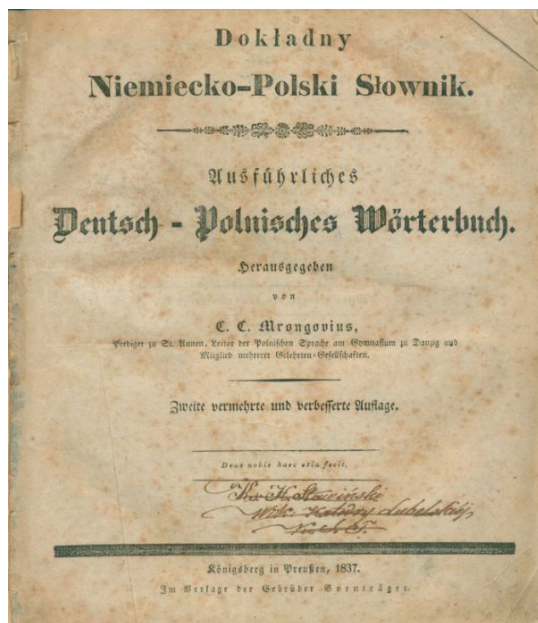 Dokładny
Niemiecko-Polski Słownik.
Ausführliches
Deutsch - Polnisches Wörterbuch.
Herausgegeben
von
C. C. Mrongovius,
Prediger zu St. Annen, Lector der Polnischen Sprache am Gymnasium zu Danzig und
Mitglied mehrerer Gelehrten-Gesellschaften.
Zweite vermehrte und verbesserte Auflage.
Deus nobis haec otia fecit.
Lubelskiéj
Königsberg in Preußen, 1837.
Im Verlage der Gebrüder Bornträger.